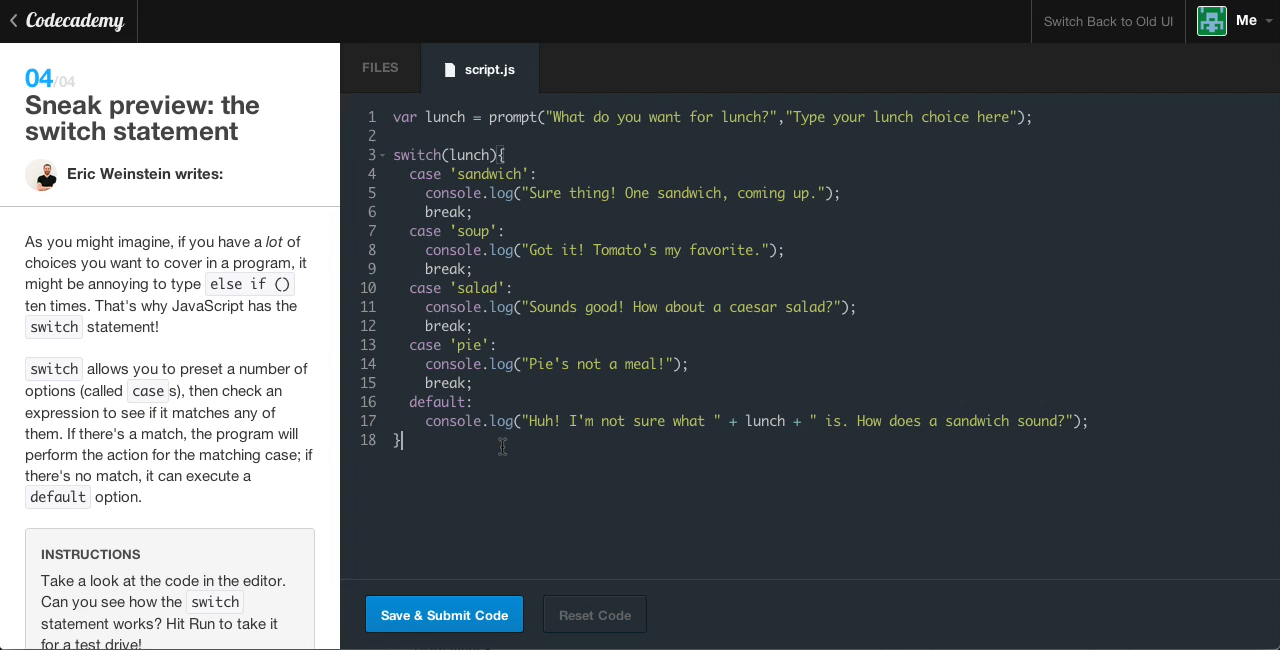 Codecademy
Switch Back to Old UI
Me
04/04
Sneak preview: the
switch statement
Eric Weinstein writes:
As you might imagine, if you have a lot of
choices you want to cover in a program, it
might be annoying to type else if ()
ten times. That's why JavaScript has the
switch statement!
switch allows you to preset a number of
options (called cases), then check an
expression to see if it matches any of
them. If there's a match, the program will
perform the action for the matching case; if
there's no match, it can execute a
default option.
INSTRUCTIONS
Take a look at the code in the editor.
Can you see how the switch
statement works? Hit Run to take it
for a test drive!
FILES
script.js
1 var lunch = prompt("What do you want for lunch?","Type your lunch choice here");
2
3 switch(lunch){
4 case 'sandwich':
5 console.log("Sure thing! One sandwich, coming up.");
6 break;
7 case 'soup':
8 console.log("Got it! Tomato's my favorite.");
9 break;
10 case 'salad':
11 console.log("Sounds good! How about a caesar salad?");
12 break;
13 case 'pie':
14 console.log("Pie's not a meal!");
15 break;
16 default:
17 console.log("Huh! I'm not sure what " + lunch + " is. How does a sandwich sound?");
18 }
Save & Submit Code
Reset Code